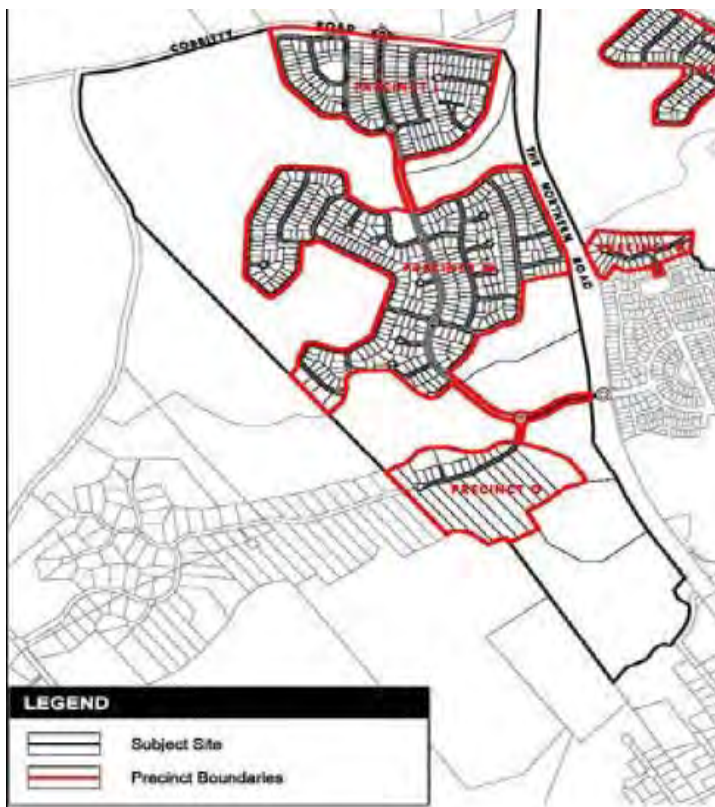 COBBITTY ROAD
PRECINCT
THE NORTHERN ROAD
PRECINCT
PRECINCT
PRECINCT
LEGEND
Subject Site
Precinct Boundaries